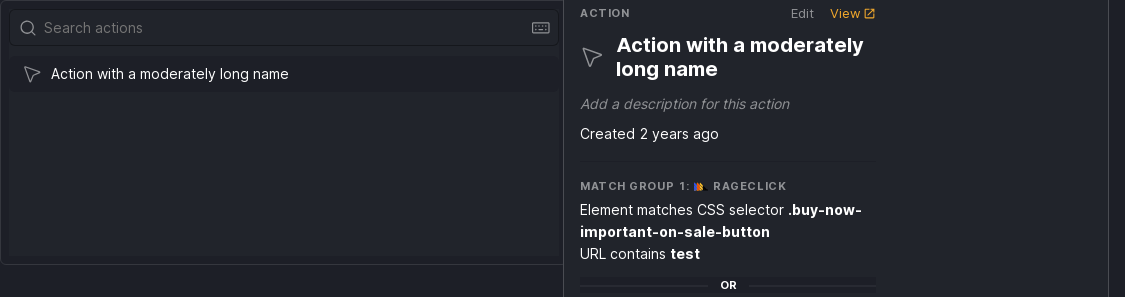 Search actions
Action with a moderately long name
ACTION
Edit
View
Action with a moderately
long name
Add a description for this action
Created 2 years ago
MATCH GROUP 1: RAGECLICK
Element matches CSS selector .buy-now-
important-on-sale-button
URL contains test
OR